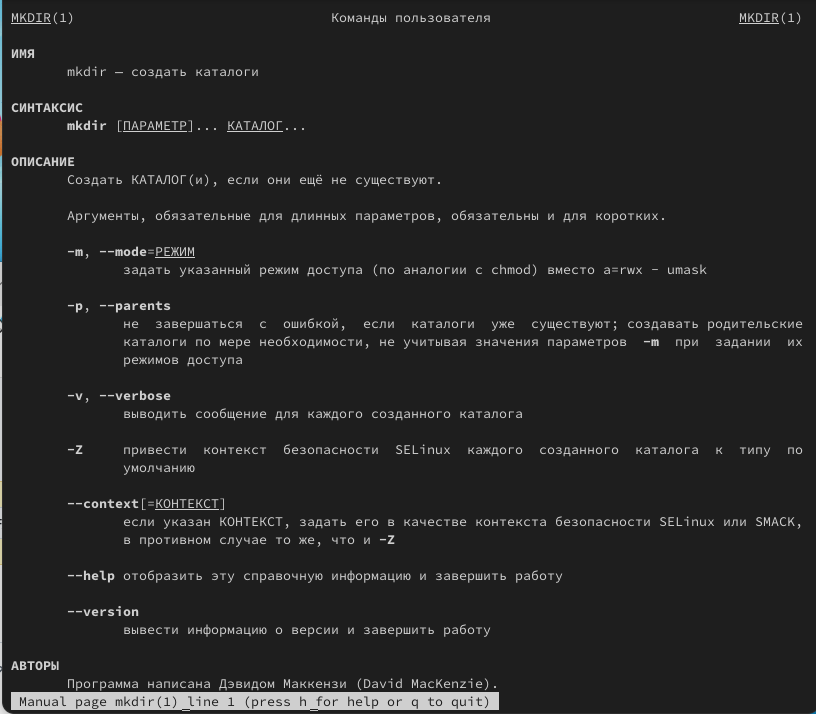 MKDIR(1) Команды пользователя MKDIR(1)
ИМЯ
mkdir — создать каталоги
СИНТАКСИС
mkdir [ПАРАМЕТР]... КАТАЛОГ...
ОПИСАНИЕ
Создать КАТАЛОГ(и), если они ещё не существуют.
Аргументы, обязательные для длинных параметров, обязательны и для коротких.
-m, --mode=РЕЖИМ
задать указанный режим доступа (по аналогии с chmod) вместо a=rwx - umask
-p, --parents
не завершаться с ошибкой, если каталоги уже существуют; создавать родительские
каталоги по мере необходимости, не учитывая значения параметров -m при задании их
режимов доступа
-v, --verbose
выводить сообщение для каждого созданного каталога
-Z привести контекст безопасности SELinux каждого созданного каталога к типу по
умолчанию
--context[=КОНТЕКСТ]
если указан КОНТЕКСТ, задать его в качестве контекста безопасности SELinux или SMACK,
в противном случае то же, что и -Z
--help отобразить эту справочную информацию и завершить работу
--version
вывести информацию о версии и завершить работу
АВТОРЫ
Программа написана Дэвидом Маккензи (David MacKenzie).
Manual page mkdir(1) line 1 (press h for help or q to quit)